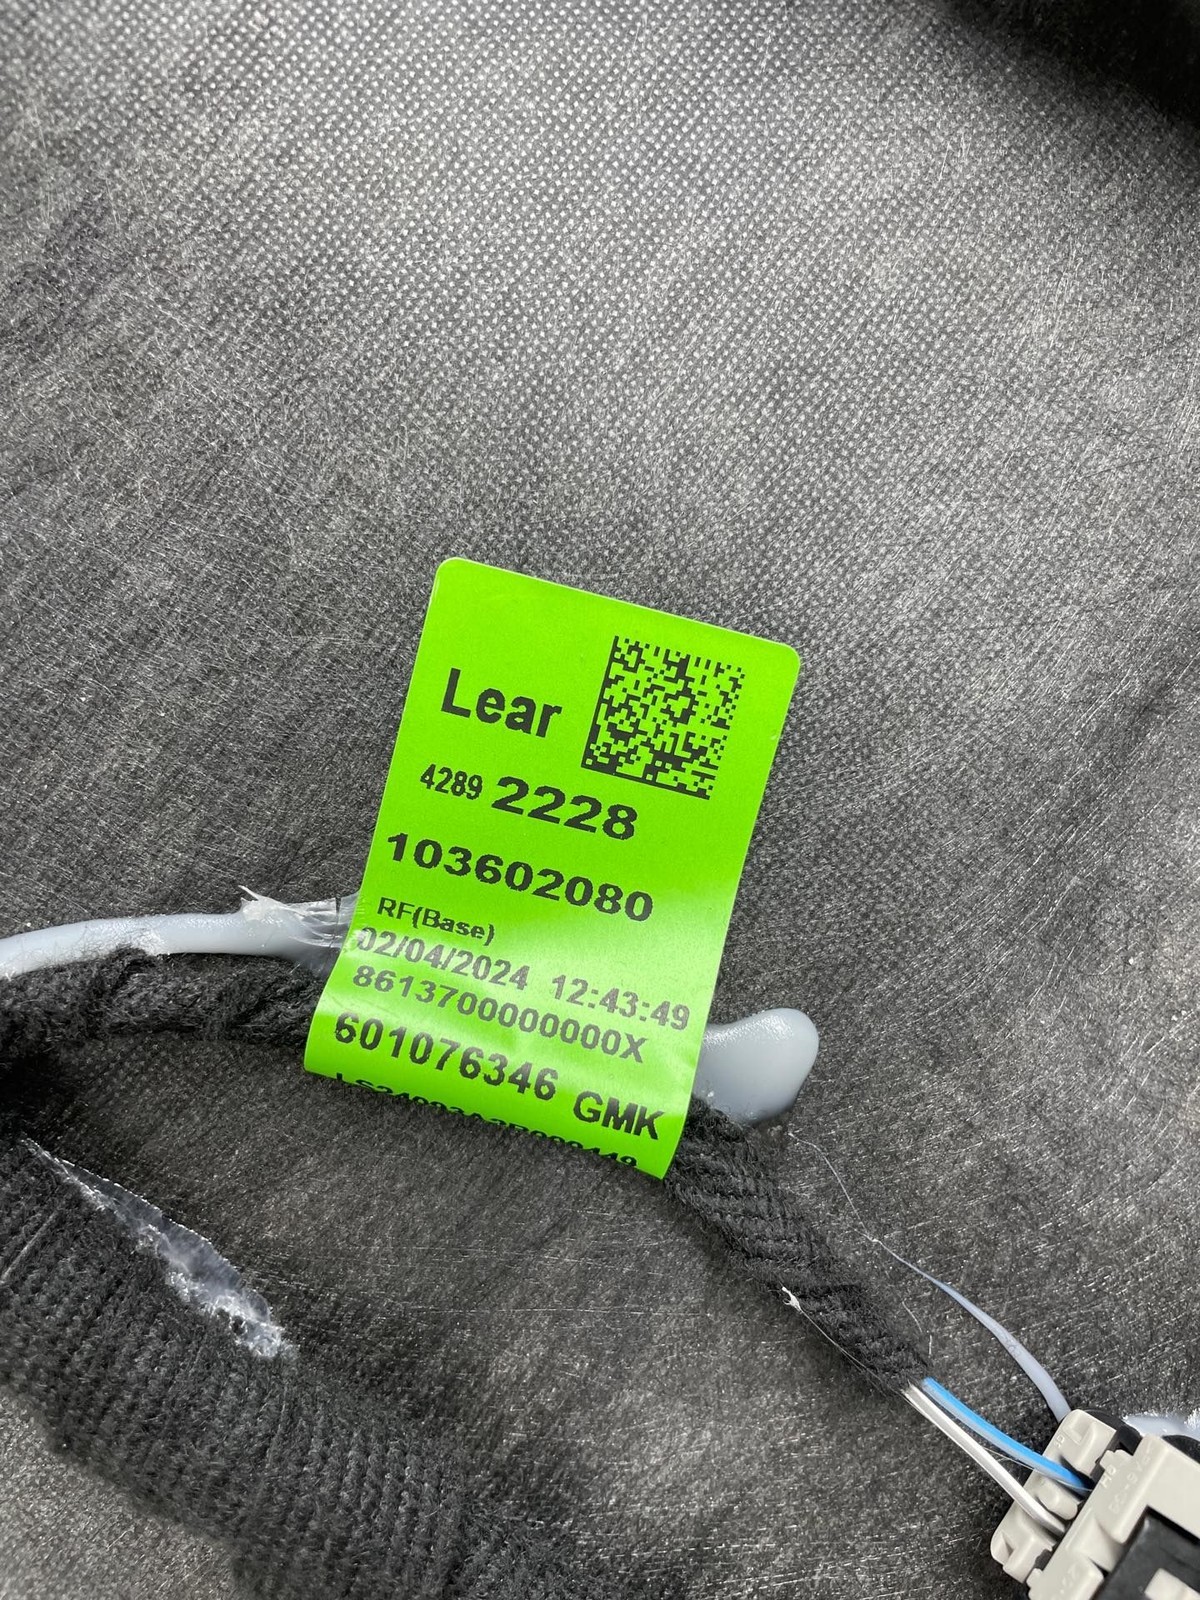 Lear
4289 2228
103602080
RF(Base)
02/04/2024 12:43:49
8613700000000X
601076346 GMK